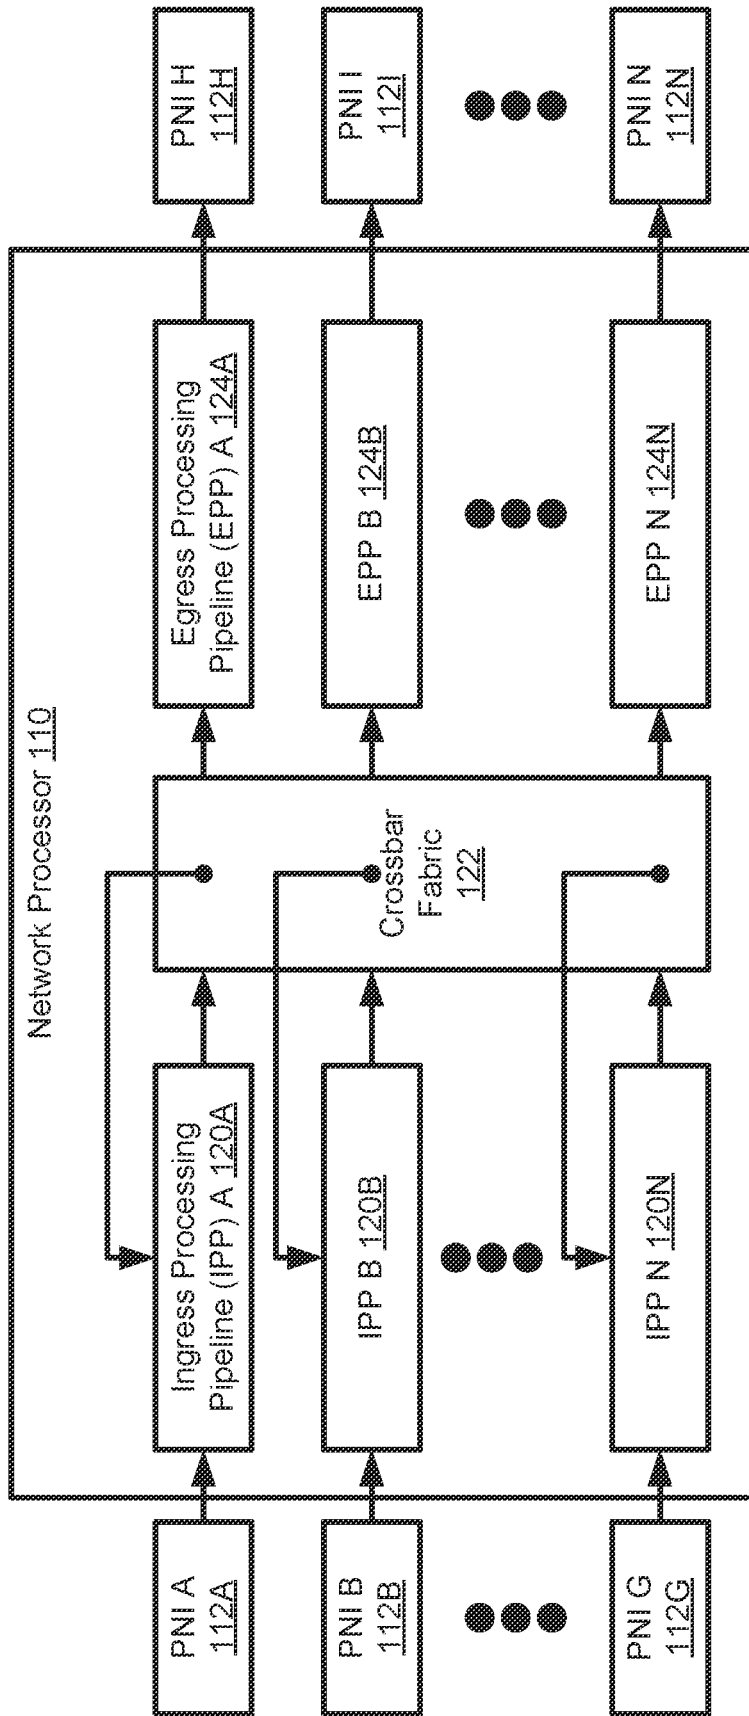 Network Processor 110
PNI A
112A
Ingress Processing
Pipeline (IPP) A 120A
Egress Processing
Pipeline (EPP) A 124A
PNI H
112H
PNI B
112B
IPP B 120B
Crossbar
Fabric
122
EPP B 124B
PNI I
112I
PNI G
112G
IPP N 120N
EPP N 124N
PNI N
112N